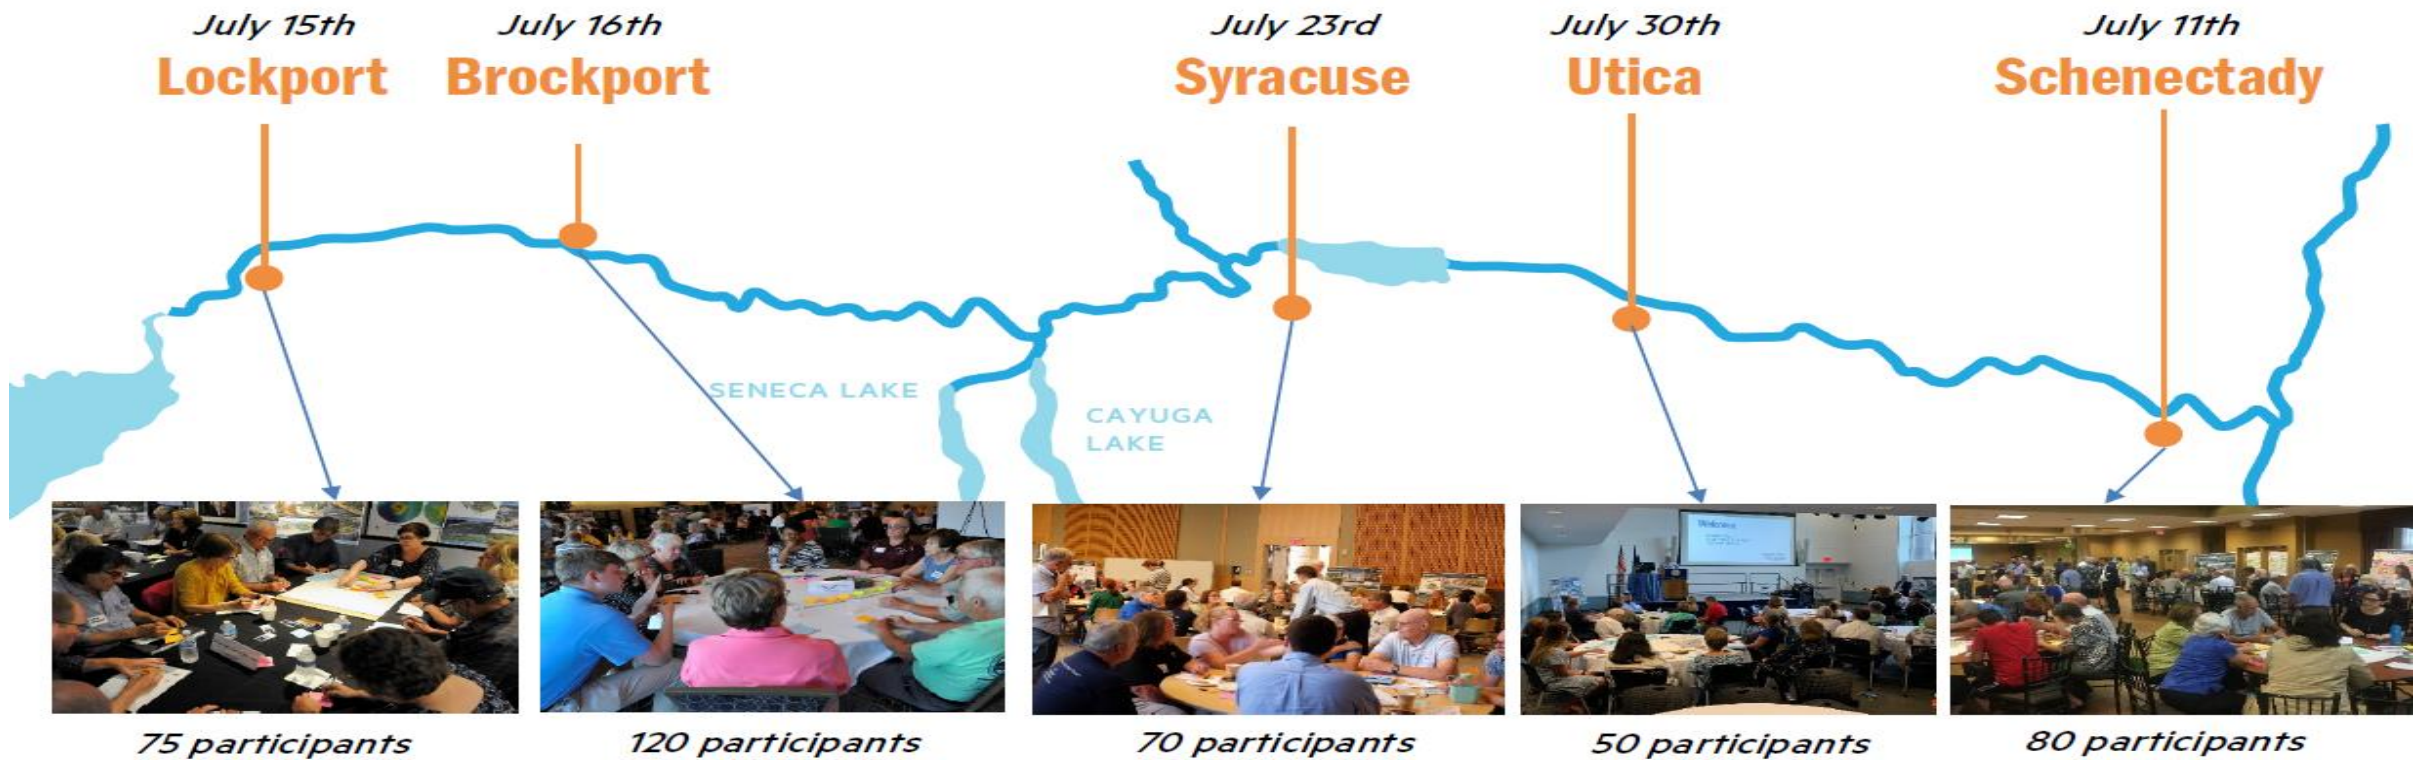 July 15th
Lockport
July 16th
Brockport
July 23rd
Syracuse
July 30th
Utica
July 11th
Schenectady
SENECA LAKE
CAYUGA
LAKE
Welcome
75 participants
120 participants
70 participants
50 participants
80 participants